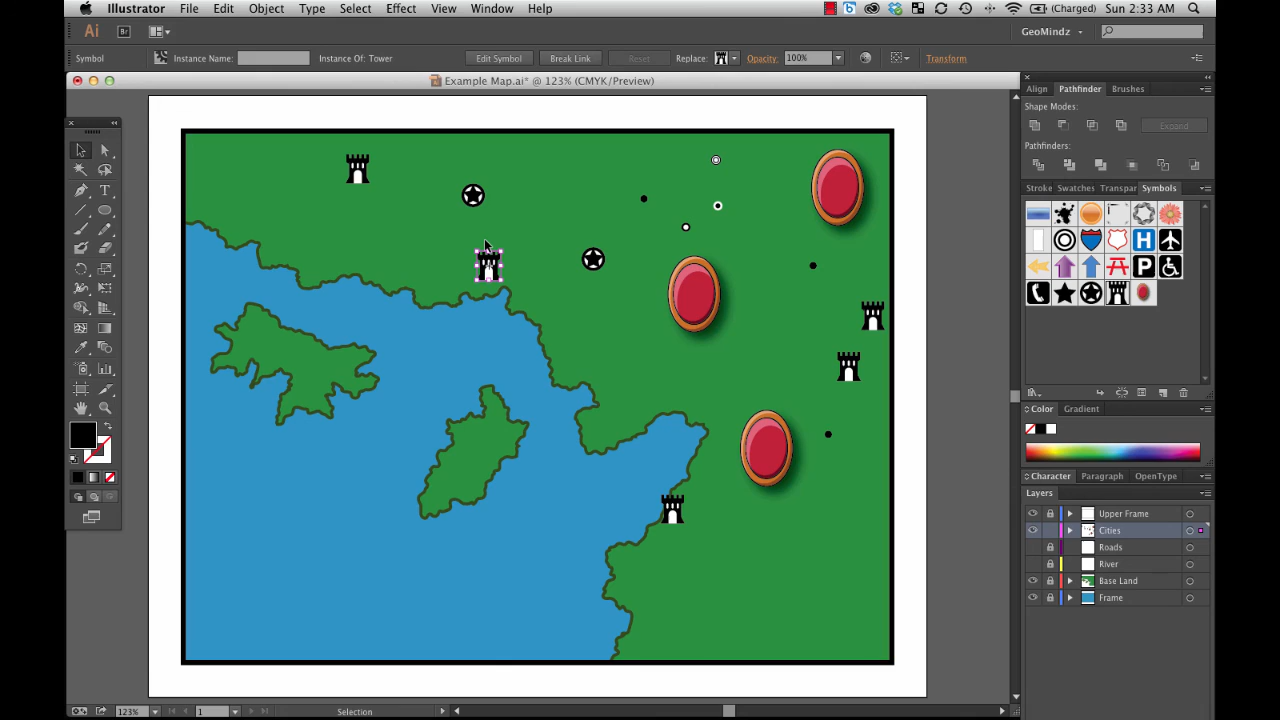 Illustrator File Edit Object Type Select Effect View Window Help (Charged) Sun 2:33 AM
Ai Br GeoMindz
Symbol Instance Name: Instance Of: Tower Edit Symbol Break Link Reset Replace: Opacity: 100% Transform
Example Map.ai* @ 123% (CMYK/Preview)
Align Pathfinder Brushes
Shape Modes:
Expand
Pathfinders:
Stroke Swatches Transpar Symbols
H
P
Color Gradient
Character Paragraph OpenType
Layers
Upper Frame
Cities
Roads
River
Base Land
Frame
T
123% 1 Selection